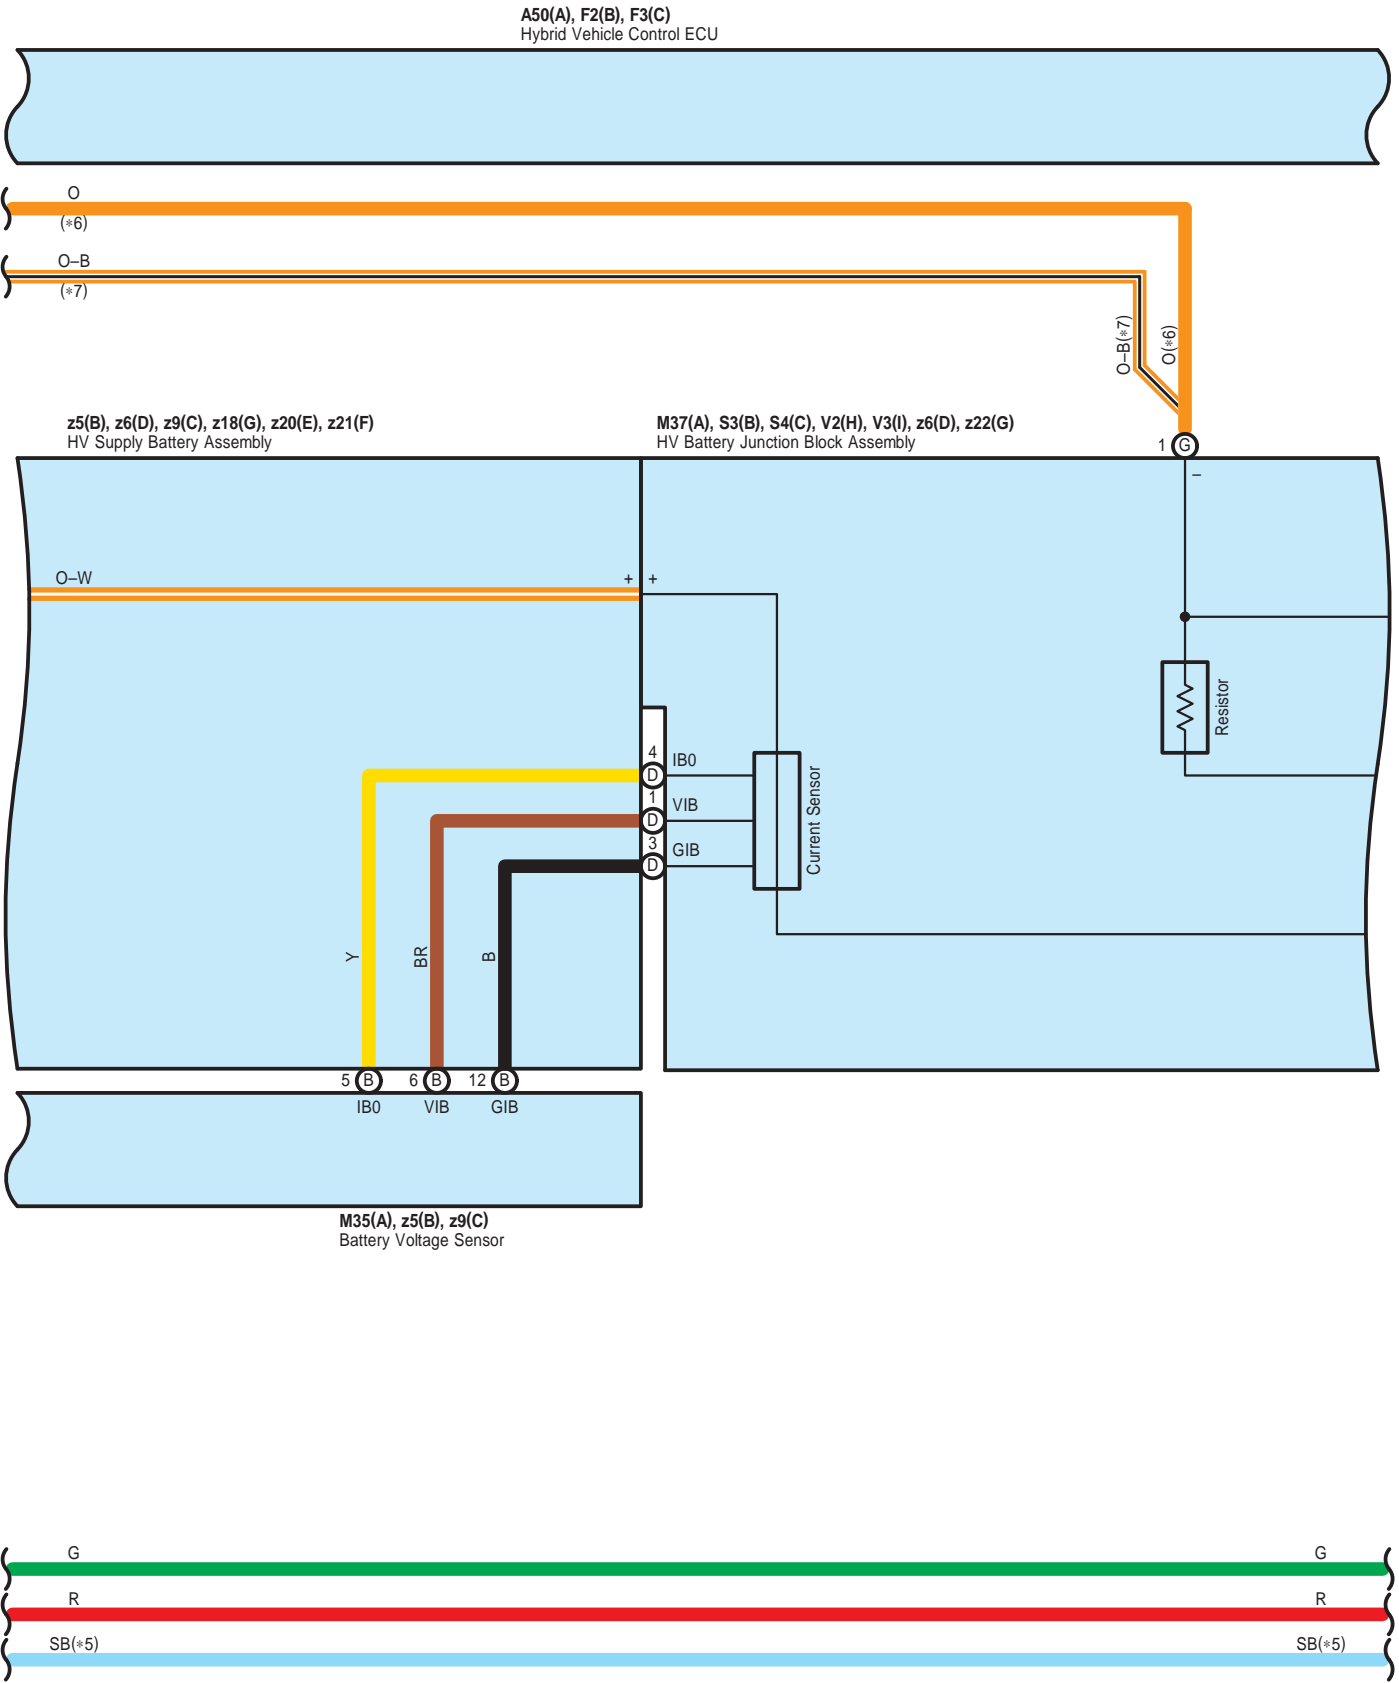 A50(A), F2(B), F3(C)
Hybrid Vehicle Control ECU
O
(∗6)
O–B
(∗7)
O–B(∗7)
O(∗6)
z5(B), z6(D), z9(C), z18(G), z20(E), z21(F)
HV Supply Battery Assembly
M37(A), S3(B), S4(C), V2(H), V3(I), z6(D), z22(G)
HV Battery Junction Block Assembly
1 G
–
O–W
+ +
Resistor
4
D IB0
1
D VIB
3
D GIB
Current Sensor
Y
BR
B
5 B 6 B 12 B
IB0 VIB GIB
M35(A), z5(B), z9(C)
Battery Voltage Sensor
G G
R R
SB(∗5) SB(∗5)